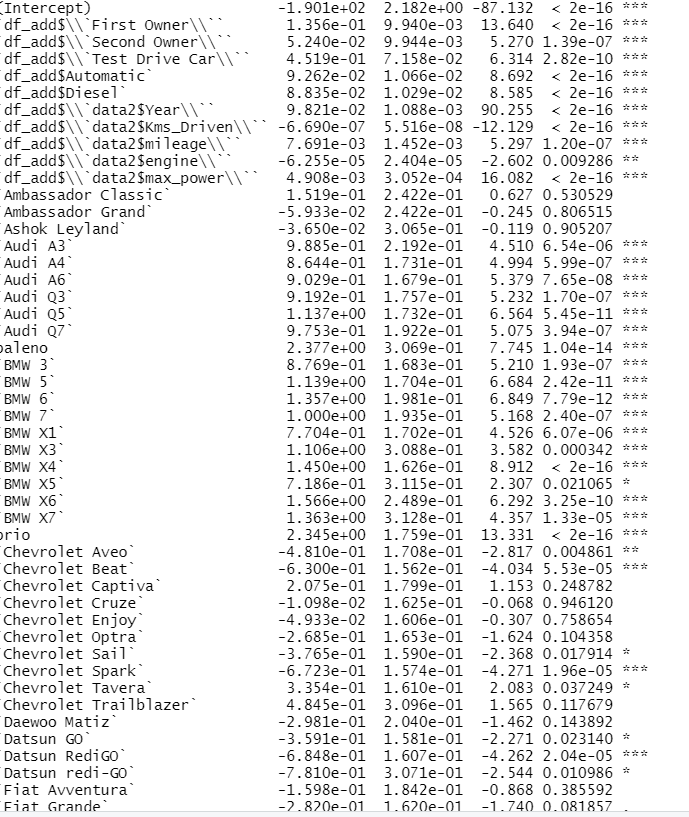 (Intercept) -1.901e+02 2.182e+00 -87.132 < 2e-16 ***
`df_add$\\`First Owner\\`` 1.356e-01 9.940e-03 13.640 < 2e-16 ***
`df_add$\\`Second Owner\\`` 5.240e-02 9.944e-03 5.270 1.39e-07 ***
`df_add$\\`Test Drive Car\\`` 4.519e-01 7.158e-02 6.314 2.82e-10 ***
`df_add$Automatic` 9.262e-02 1.066e-02 8.692 < 2e-16 ***
`df_add$Diesel` 8.835e-02 1.029e-02 8.585 < 2e-16 ***
`df_add$\\`data2$Year\\`` 9.821e-02 1.088e-03 90.255 < 2e-16 ***
`df_add$\\`data2$Kms_Driven\\`` -6.690e-07 5.516e-08 -12.129 < 2e-16 ***
`df_add$\\`data2$mileage\\`` 7.691e-03 1.452e-03 5.297 1.20e-07 ***
`df_add$\\`data2$engine\\`` -6.255e-05 2.404e-05 -2.602 0.009286 **
`df_add$\\`data2$max_power\\`` 4.908e-03 3.052e-04 16.082 < 2e-16 ***
`Ambassador Classic` 1.519e-01 2.422e-01 0.627 0.530529
`Ambassador Grand` -5.933e-02 2.422e-01 -0.245 0.806515
`Ashok Leyland` -3.650e-02 3.065e-01 -0.119 0.905207
`Audi A3` 9.885e-01 2.192e-01 4.510 6.54e-06 ***
`Audi A4` 8.644e-01 1.731e-01 4.994 5.99e-07 ***
`Audi A6` 9.029e-01 1.679e-01 5.379 7.65e-08 ***
`Audi Q3` 9.192e-01 1.757e-01 5.232 1.70e-07 ***
`Audi Q5` 1.137e+00 1.732e-01 6.564 5.45e-11 ***
`Audi Q7` 9.753e-01 1.922e-01 5.075 3.94e-07 ***
baleno 2.377e+00 3.069e-01 7.745 1.04e-14 ***
`BMW 3` 8.769e-01 1.683e-01 5.210 1.93e-07 ***
`BMW 5` 1.139e+00 1.704e-01 6.684 2.42e-11 ***
`BMW 6` 1.357e+00 1.981e-01 6.849 7.79e-12 ***
`BMW 7` 1.000e+00 1.935e-01 5.168 2.40e-07 ***
`BMW X1` 7.704e-01 1.702e-01 4.526 6.07e-06 ***
`BMW X3` 1.106e+00 3.088e-01 3.582 0.000342 ***
`BMW X4` 1.450e+00 1.626e-01 8.912 < 2e-16 ***
`BMW X5` 7.186e-01 3.115e-01 2.307 0.021065 *
`BMW X6` 1.566e+00 2.489e-01 6.292 3.25e-10 ***
`BMW X7` 1.363e+00 3.128e-01 4.357 1.33e-05 ***
brio 2.345e+00 1.759e-01 13.331 < 2e-16 ***
`Chevrolet Aveo` -4.810e-01 1.708e-01 -2.817 0.004861 **
`Chevrolet Beat` -6.300e-01 1.562e-01 -4.034 5.53e-05 ***
`Chevrolet Captiva` 2.075e-01 1.799e-01 1.153 0.248782
`Chevrolet Cruze` -1.098e-02 1.625e-01 -0.068 0.946120
`Chevrolet Enjoy` -4.933e-02 1.606e-01 -0.307 0.758654
`Chevrolet Optra` -2.685e-01 1.653e-01 -1.624 0.104358
`Chevrolet Sail` -3.765e-01 1.590e-01 -2.368 0.017914 *
`Chevrolet Spark` -6.723e-01 1.574e-01 -4.271 1.96e-05 ***
`Chevrolet Tavera` 3.354e-01 1.610e-01 2.083 0.037249 *
`Chevrolet Trailblazer` 4.845e-01 3.096e-01 1.565 0.117679
`Daewoo Matiz` -2.981e-01 2.040e-01 -1.462 0.143892
`Datsun GO` -3.591e-01 1.581e-01 -2.271 0.023140 *
`Datsun RediGO` -6.848e-01 1.607e-01 -4.262 2.04e-05 ***
`Datsun redi-GO` -7.810e-01 3.071e-01 -2.544 0.010986 *
`Fiat Avventura` -1.598e-01 1.842e-01 -0.868 0.385592
`Fiat Grande` -2.820e-01 1.620e-01 -1.740 0.081857 .